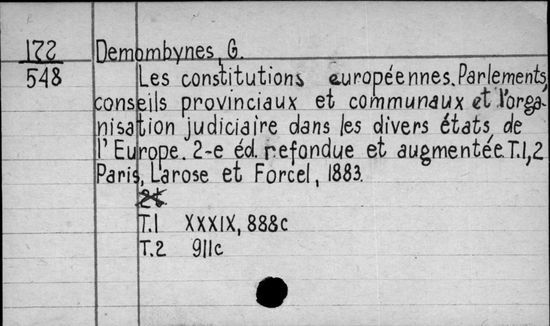 172
548
Demombynes, G.
Les constitutions européennes. Parlements,
conseils provinciaux et communaux et l'orga-
nisation judiciaire dans les divers états de
l'Europe. 2-e éd. refondue et augmentée. T.1,2
Paris, Larose et Forcel, 1883.
T.1 XXXIX, 888c
T.2 911c